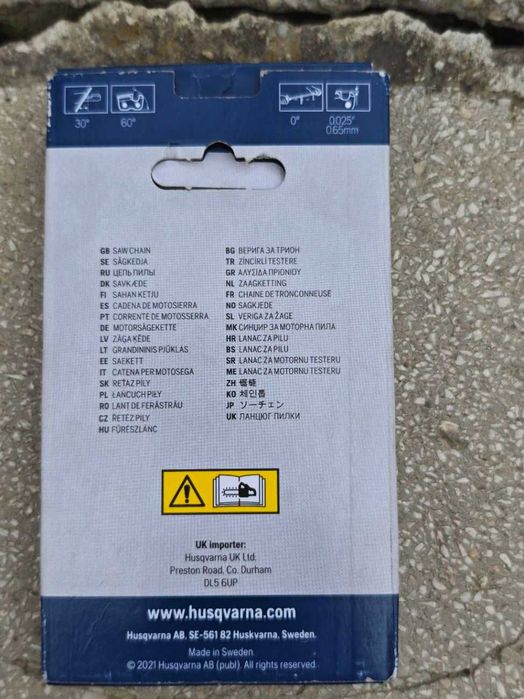 30° 60° 0° 0.025"
0.65mm
GB SAW CHAIN
SE SÅGKEDJA
RU ЦЕПЬ ПИЛЫ
DK SAVKÆDE
FI SAHAN KETJU
ES CADENA DE MOTOSIERRA
PT CORRENTE DE MOTOSSERRA
DE MOTORSÄGEKETTE
LV ZĀĢA ĶĒDE
LT GRANDININIS PJŪKLAS
EE SAEKETT
IT CATENA PER MOTOSEGA
SK REŤAZ PÍLY
PL ŁAŃCUCH PIŁY
RO LANȚ DE FERĂSTRĂU
CZ ŘETĚZ PILY
HU FŰRÉSZLÁNC
BG ВЕРИГА ЗА ТРИОН
TR ZİNCİRLİ TESTERE
GR ΑΛΥΣΙΔΑ ΠΡΙΟΝΙΟΥ
NL ZAAGKETTING
FR CHAINE DE TRONCONNEUSE
NO SAGKJEDE
SL VERIGA ZA ŽAGE
MK СИНЏИР ЗА МОТОРНА ПИЛА
HR LANAC ZA PILU
BS LANAC ZA PILU
SR LANAC ZA MOTORNU TESTERU
ME LANAC ZA MOTORNU TESTERU
ZH 锯链
KO 체인톱
JP ソーチェン
UK ЛАНЦЮГ ПИЛКИ
UK importer:
Husqvarna UK Ltd.
Preston Road, Co. Durham
DL5 6UP
www.husqvarna.com
Husqvarna AB, SE-561 82 Huskvarna, Sweden.
Made in Sweden.
© 2021 Husqvarna AB (publ). All rights reserved.